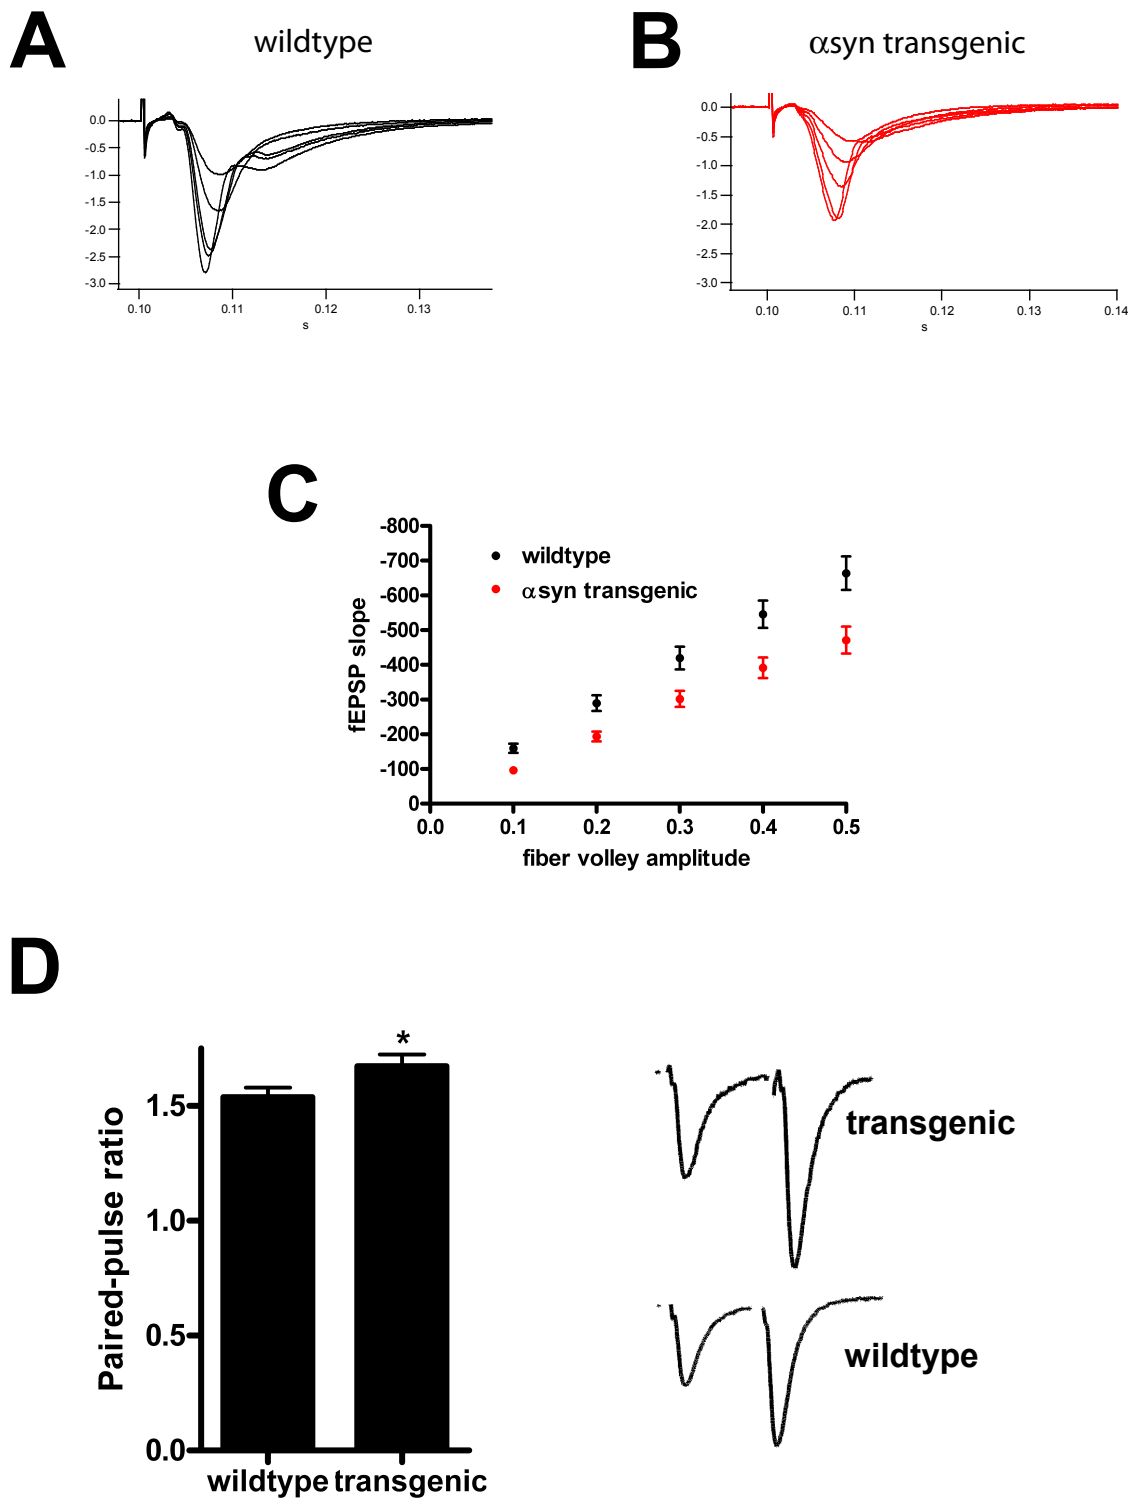 A
wildtype
0.0
-0.5
-1.0
-1.5
-2.0
-2.5
-3.0
0.10
0.11
0.12
0.13
s
B
αsyn transgenic
0.0
-0.5
-1.0
-1.5
-2.0
-2.5
-3.0
0.10
0.11
0.12
0.13
0.14
s
C
fEPSP slope
-800
-700
-600
-500
-400
-300
-200
-100
0
wildtype
αsyn transgenic
0.0
0.1
0.2
0.3
0.4
0.5
fiber volley amplitude
D
Paired-pulse ratio
1.5
1.0
0.5
0.0
*
wildtype
transgenic
transgenic
wildtype